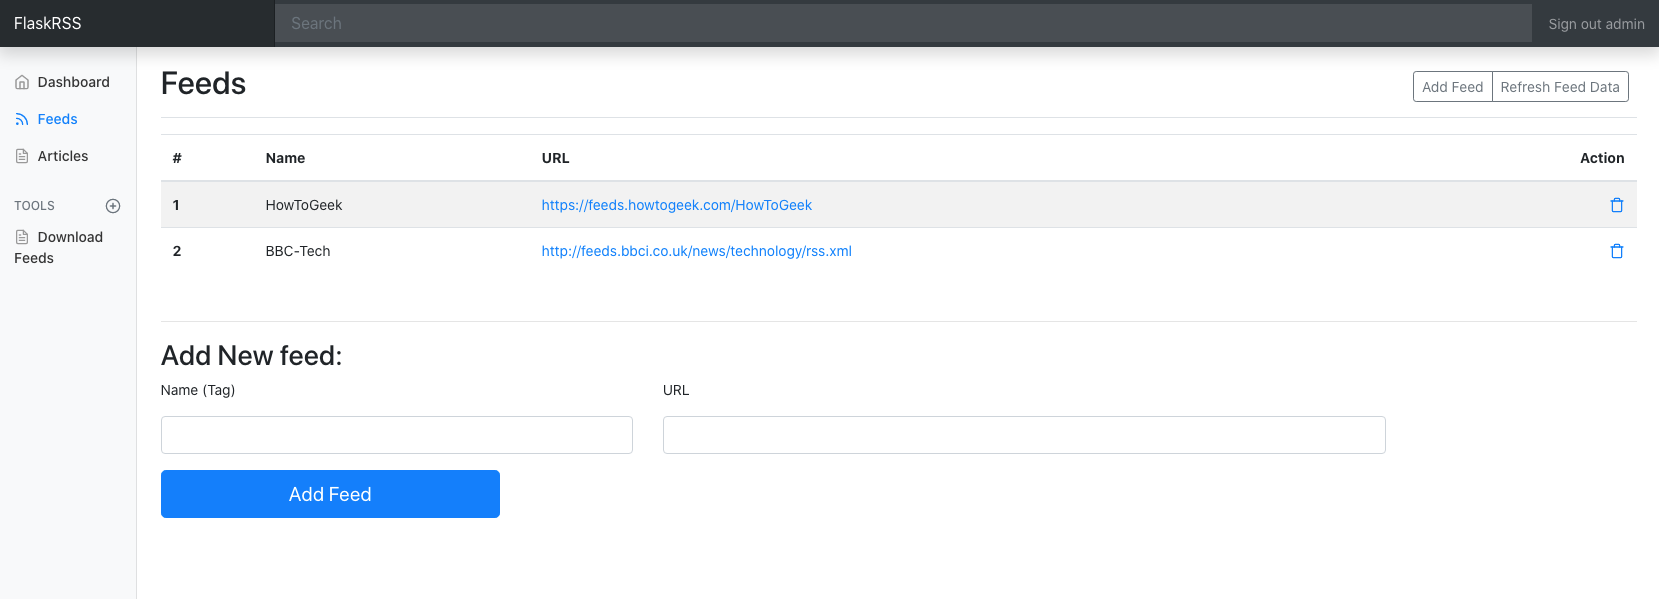 FlaskRSS
Search
Sign out admin
Dashboard
Feeds
Articles
TOOLS
Download
Feeds
Feeds
Add Feed
Refresh Feed Data
# Name URL Action
1 HowToGeek https://feeds.howtogeek.com/HowToGeek
2 BBC-Tech http://feeds.bbci.co.uk/news/technology/rss.xml
Add New feed:
Name (Tag)
URL
Add Feed